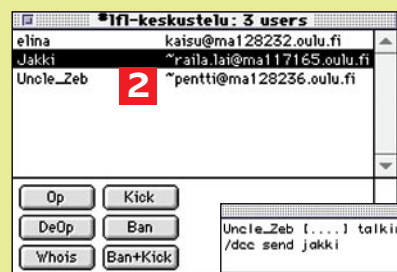 *lfl-keskustelu: 3 users
elina kaisu@ma128232.oulu.fi
Jakki ~raila.lai@ma117165.oulu.fi
Uncle_Zeb ~pentti@ma128236.oulu.fi
2
Op Kick
DeOp Ban
Whois Ban+Kick
Uncle_Zeb [....] talkin
/dcc send jakki